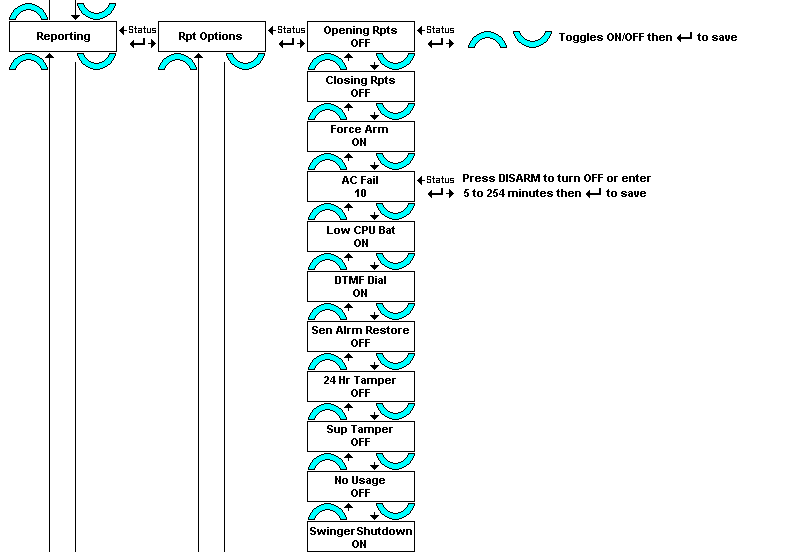 Reporting
Status
Rpt Options
Status
Opening Rpts
OFF
Status
Toggles ON/OFF then ↵ to save
Closing Rpts
OFF
Force Arm
ON
AC Fail
10
Status
Press DISARM to turn OFF or enter
5 to 254 minutes then ↵ to save
Low CPU Bat
ON
DTMF Dial
ON
Sen Alrm Restore
OFF
24 Hr Tamper
OFF
Sup Tamper
OFF
No Usage
OFF
Swinger Shutdown
ON